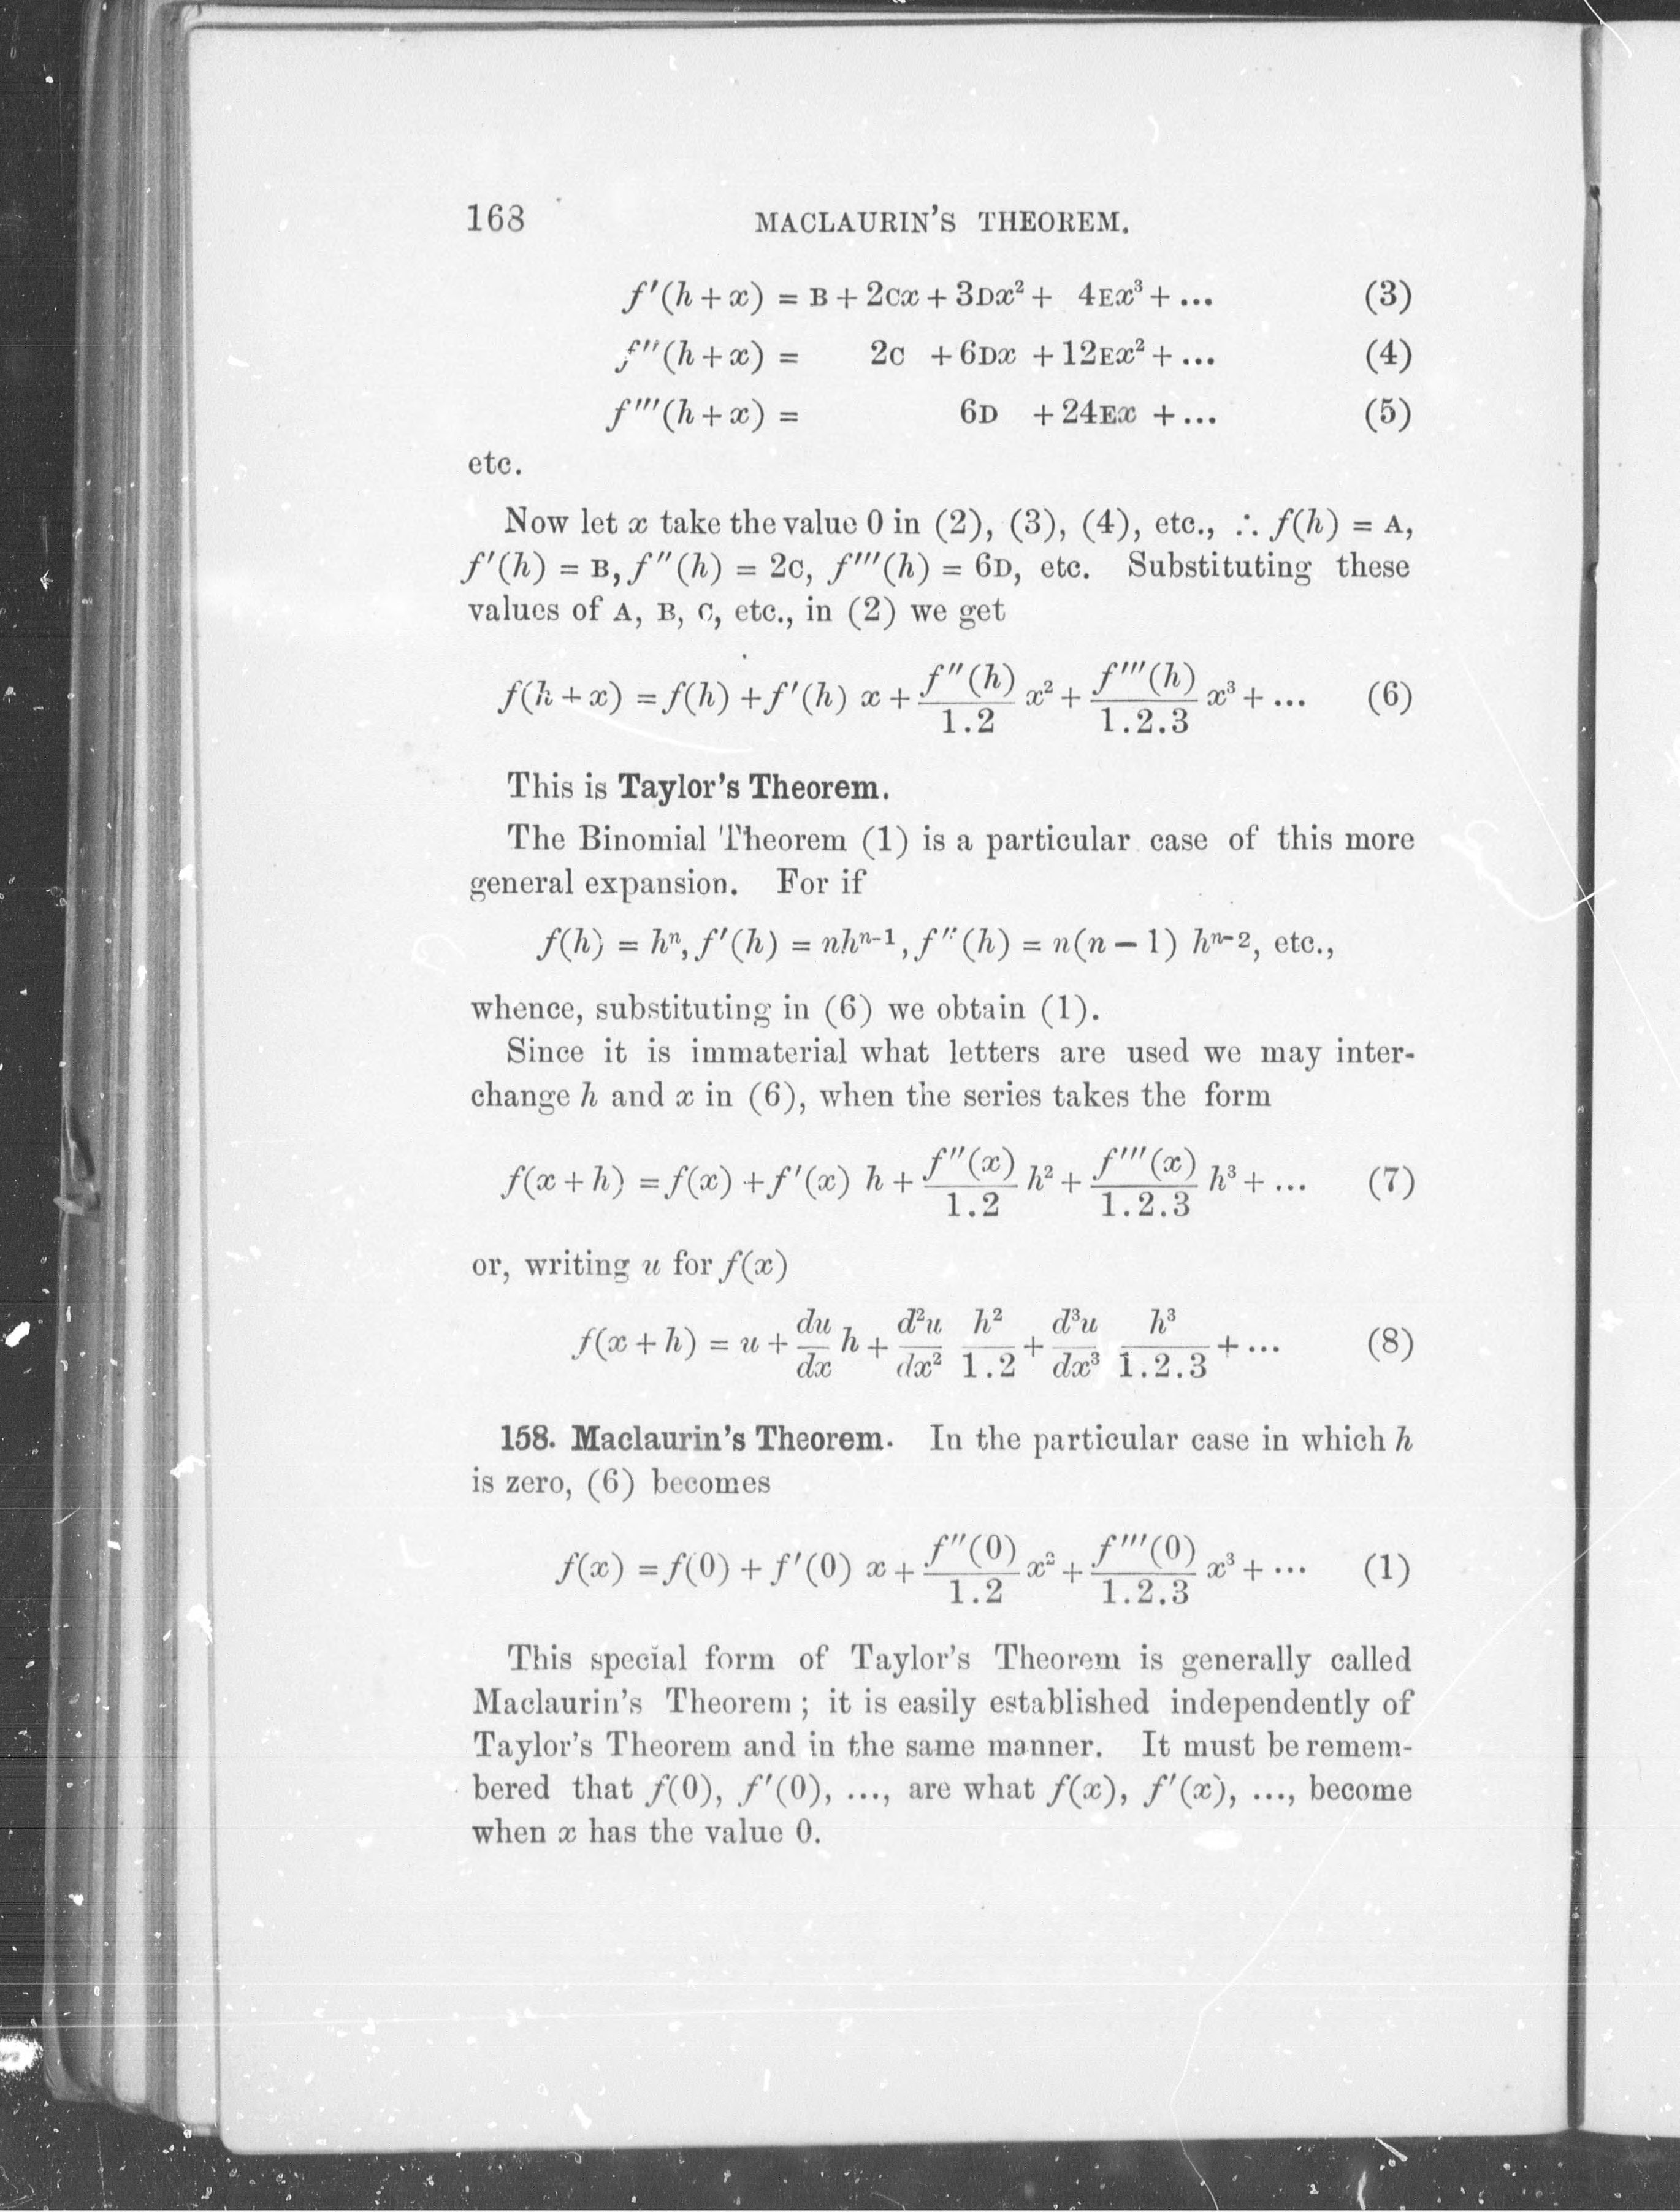 168 MACLAURIN'S THEOREM.
f'(h + x) = B + 2Cx + 3Dx² + 4Ex³ + ... (3)
f''(h + x) = 2C + 6Dx + 12Ex² + ... (4)
f'''(h + x) = 6D + 24Ex + ... (5)
etc.
Now let x take the value 0 in (2), (3), (4), etc., ∴ f(h) = A,
f'(h) = B, f''(h) = 2C, f'''(h) = 6D, etc. Substituting these
values of A, B, C, etc., in (2) we get
f(h + x) = f(h) + f'(h) x + f''(h)/1.2 x² + f'''(h)/1.2.3 x³ + ... (6)
This is Taylor's Theorem.
The Binomial Theorem (1) is a particular case of this more
general expansion. For if
f(h) = hⁿ, f'(h) = nhⁿ⁻¹, f''(h) = n(n − 1) hⁿ⁻², etc.,
whence, substituting in (6) we obtain (1).
Since it is immaterial what letters are used we may inter-
change h and x in (6), when the series takes the form
f(x + h) = f(x) + f'(x) h + f''(x)/1.2 h² + f'''(x)/1.2.3 h³ + ... (7)
or, writing u for f(x)
f(x + h) = u + du/dx h + d²u/dx² h²/1.2 + d³u/dx³ h³/1.2.3 + ... (8)
158. Maclaurin's Theorem. In the particular case in which h
is zero, (6) becomes
f(x) = f(0) + f'(0) x + f''(0)/1.2 x² + f'''(0)/1.2.3 x³ + ... (1)
This special form of Taylor's Theorem is generally called
Maclaurin's Theorem; it is easily established independently of
Taylor's Theorem and in the same manner. It must be remem-
bered that f(0), f'(0), ..., are what f(x), f'(x), ..., become
when x has the value 0.